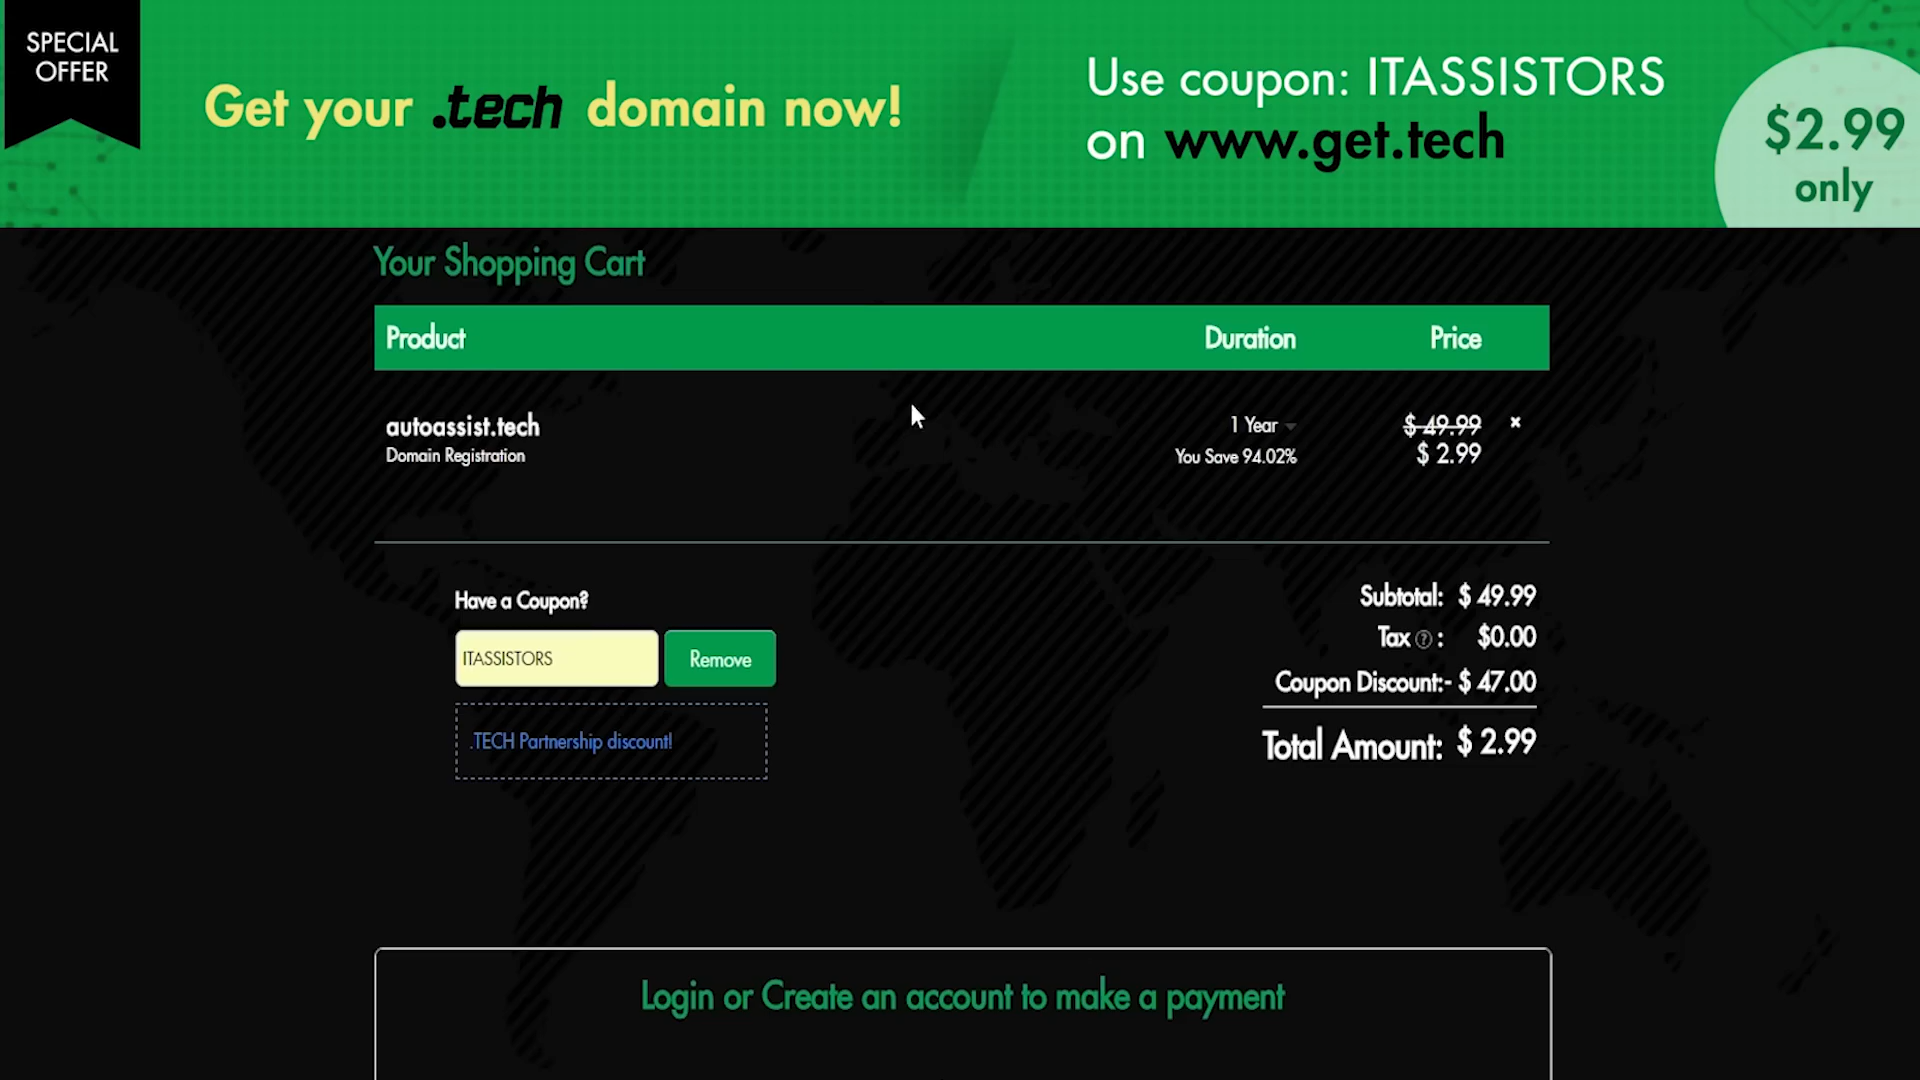 SPECIAL
OFFER
Get your .tech domain now!
Use coupon: ITASSISTORS
on www.get.tech
$2.99
only
Your Shopping Cart
Product Duration Price
autoassist.tech 1 Year $ 49.99 ×
Domain Registration You Save 94.02% $ 2.99
Have a Coupon?
ITASSISTORS Remove
.TECH Partnership discount!
Subtotal: $ 49.99
Tax ? : $0.00
Coupon Discount:- $ 47.00
Total Amount: $ 2.99
Login or Create an account to make a payment